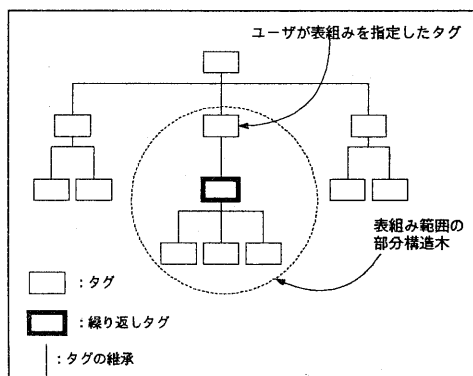 ユーザが表組みを指定したタグ
表組み範囲の
部分構造木
：タグ
：繰り返しタグ
：タグの継承